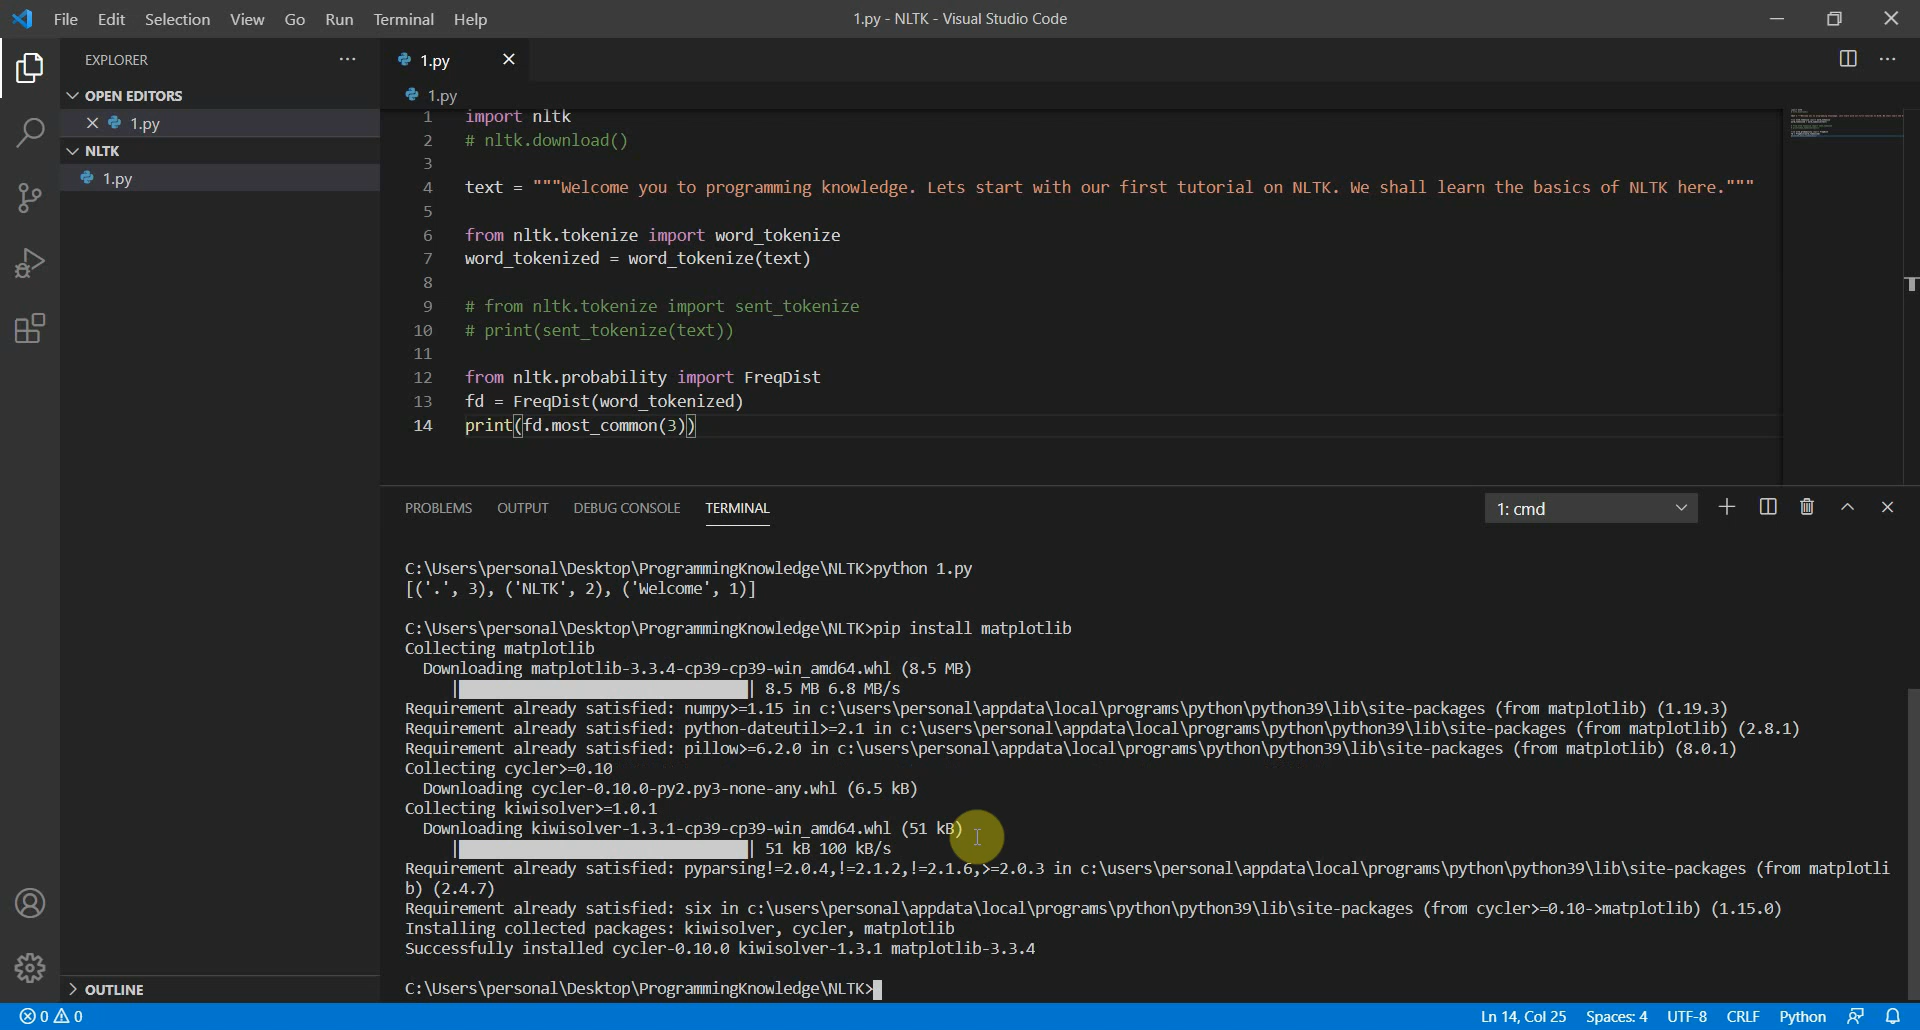 File Edit Selection View Go Run Terminal Help
1.py - NLTK - Visual Studio Code
EXPLORER
OPEN EDITORS
1.py
NLTK
1.py
OUTLINE
1.py
1.py
1 import nltk
2 # nltk.download()
3
4 text = """Welcome you to programming knowledge. Lets start with our first tutorial on NLTK. We shall learn the basics of NLTK here."""
5
6 from nltk.tokenize import word_tokenize
7 word_tokenized = word_tokenize(text)
8
9 # from nltk.tokenize import sent_tokenize
10 # print(sent_tokenize(text))
11
12 from nltk.probability import FreqDist
13 fd = FreqDist(word_tokenized)
14 print(fd.most_common(3))
PROBLEMS OUTPUT DEBUG CONSOLE TERMINAL
1: cmd
C:\Users\personal\Desktop\ProgrammingKnowledge\NLTK>python 1.py
[('.', 3), ('NLTK', 2), ('Welcome', 1)]
C:\Users\personal\Desktop\ProgrammingKnowledge\NLTK>pip install matplotlib
Collecting matplotlib
Downloading matplotlib-3.3.4-cp39-cp39-win_amd64.whl (8.5 MB)
| | 8.5 MB 6.8 MB/s
Requirement already satisfied: numpy>=1.15 in c:\users\personal\appdata\local\programs\python\python39\lib\site-packages (from matplotlib) (1.19.3)
Requirement already satisfied: python-dateutil>=2.1 in c:\users\personal\appdata\local\programs\python\python39\lib\site-packages (from matplotlib) (2.8.1)
Requirement already satisfied: pillow>=6.2.0 in c:\users\personal\appdata\local\programs\python\python39\lib\site-packages (from matplotlib) (8.0.1)
Collecting cycler>=0.10
Downloading cycler-0.10.0-py2.py3-none-any.whl (6.5 kB)
Collecting kiwisolver>=1.0.1
Downloading kiwisolver-1.3.1-cp39-cp39-win_amd64.whl (51 kB)
| | 51 kB 100 kB/s
Requirement already satisfied: pyparsing!=2.0.4,!=2.1.2,!=2.1.6,>=2.0.3 in c:\users\personal\appdata\local\programs\python\python39\lib\site-packages (from matplotli
b) (2.4.7)
Requirement already satisfied: six in c:\users\personal\appdata\local\programs\python\python39\lib\site-packages (from cycler>=0.10->matplotlib) (1.15.0)
Installing collected packages: kiwisolver, cycler, matplotlib
Successfully installed cycler-0.10.0 kiwisolver-1.3.1 matplotlib-3.3.4
C:\Users\personal\Desktop\ProgrammingKnowledge\NLTK>
0 0
Ln 14, Col 25 Spaces: 4 UTF-8 CRLF Python